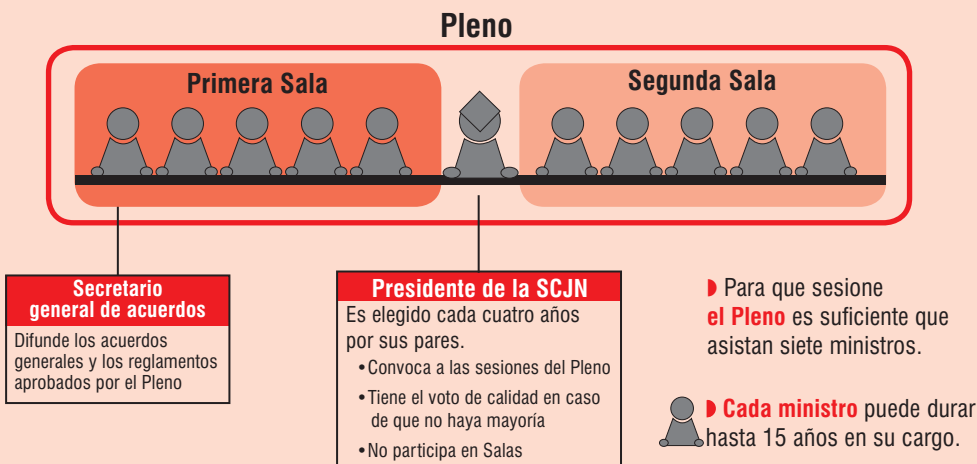 Pleno
Primera Sala
Segunda Sala
Secretario
general de acuerdos
Difunde los acuerdos
generales y los reglamentos
aprobados por el Pleno
Presidente de la SCJN
Es elegido cada cuatro años
por sus pares.
• Convoca a las sesiones del Pleno
• Tiene el voto de calidad en caso
de que no haya mayoría
• No participa en Salas
Para que sesione
el Pleno es suficiente que
asistan siete ministros.
Cada ministro puede durar
hasta 15 años en su cargo.